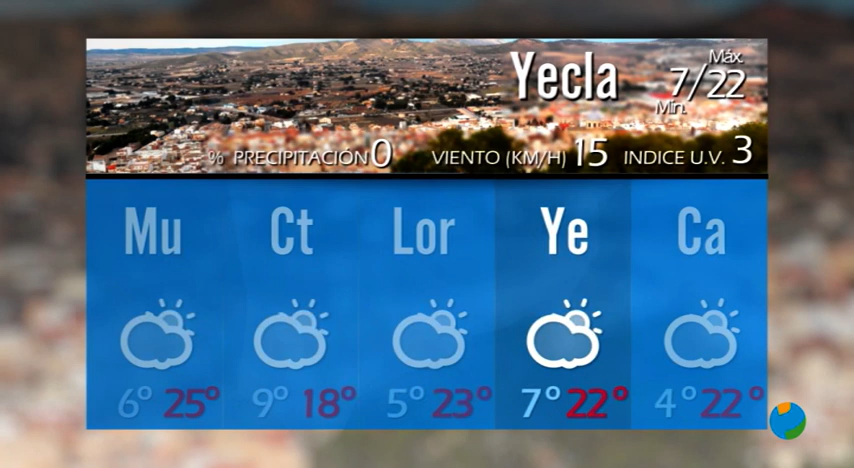 Yecla
Máx.
7/22
Mín.
% PRECIPITACIÓN 0 VIENTO (KM/H) 15 INDICE U.V. 3
Mu Ct Lor Ye Ca
6° 25° 9° 18° 5° 23° 7° 22° 4° 22°